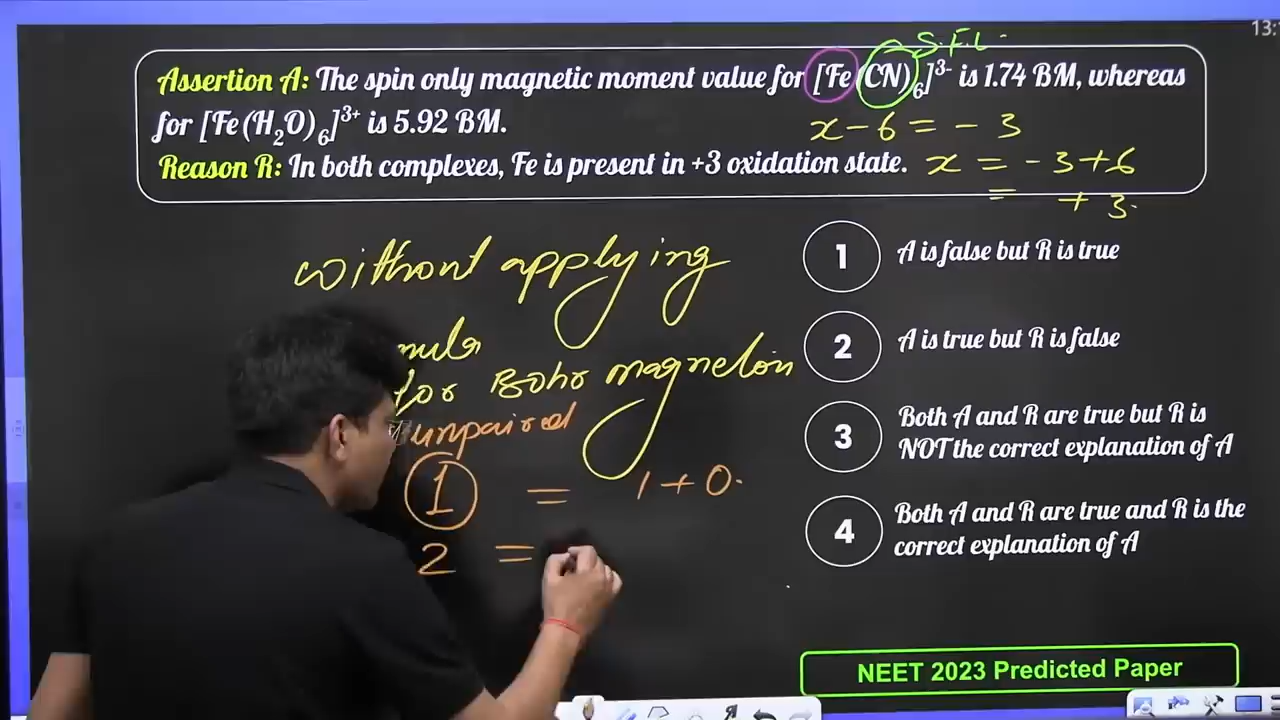 13:
S.F.L.
Assertion A: The spin only magnetic moment value for [Fe(CN)₆]³⁻ is 1.74 BM, whereas
for [Fe(H₂O)₆]³⁺ is 5.92 BM.
x - 6 = - 3
Reason R: In both complexes, Fe is present in +3 oxidation state.
x = - 3 + 6
= + 3.
without applying
for Bohr magneton
unpaired
1 = 1 + 0.
2 =
1 A is false but R is true
2 A is true but R is false
3 Both A and R are true but R is
NOT the correct explanation of A
4 Both A and R are true and R is the
correct explanation of A
NEET 2023 Predicted Paper